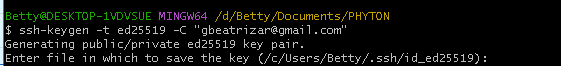 Betty@DESKTOP-1VDVSUE MINGW64 /d/Betty/Documents/PHYTON
$ ssh-keygen -t ed25519 -C "gbeatrizar@gmail.com"
Generating public/private ed25519 key pair.
Enter file in which to save the key (/c/Users/Betty/.ssh/id_ed25519):